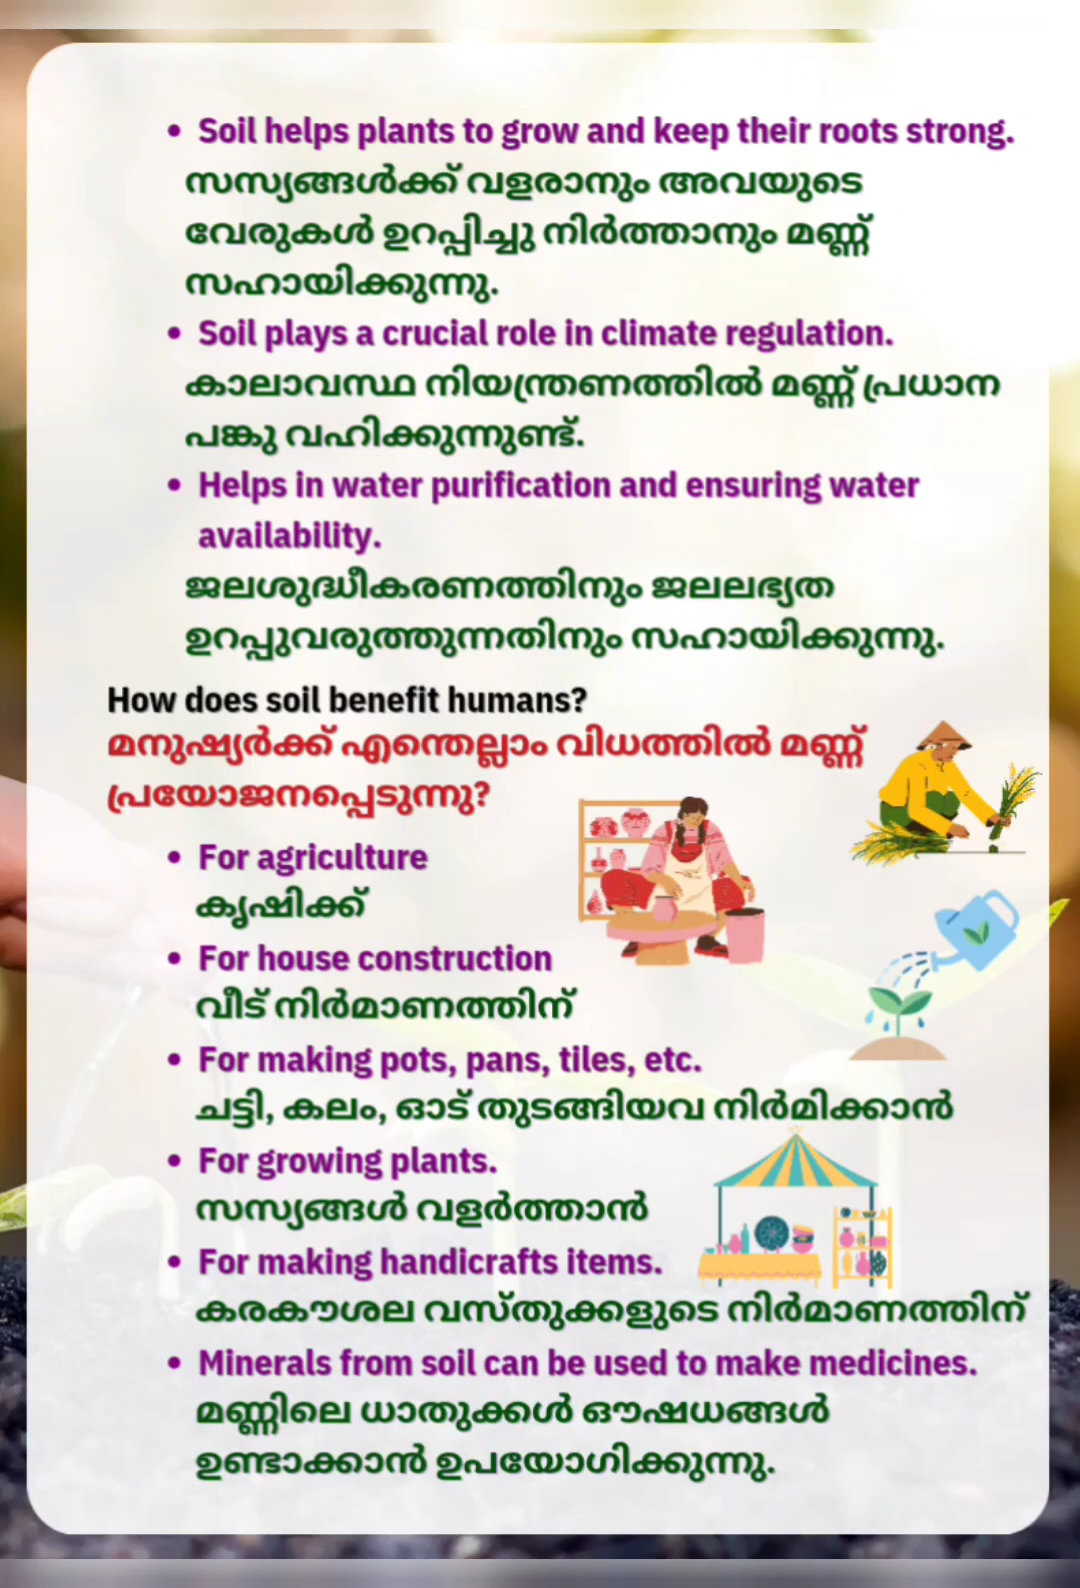 • Soil helps plants to grow and keep their roots strong.
സസ്യങ്ങൾക്ക് വളരാനും അവയുടെ
വേരുകൾ ഉറപ്പിച്ചു നിർത്താനും മണ്ണ്
സഹായിക്കുന്നു.
• Soil plays a crucial role in climate regulation.
കാലാവസ്ഥ നിയന്ത്രണത്തിൽ മണ്ണ് പ്രധാന
പങ്കു വഹിക്കുന്നുണ്ട്.
• Helps in water purification and ensuring water
availability.
ജലശുദ്ധീകരണത്തിനും ജലലഭ്യത
ഉറപ്പുവരുത്തുന്നതിനും സഹായിക്കുന്നു.
How does soil benefit humans?
മനുഷ്യർക്ക് എന്തെല്ലാം വിധത്തിൽ മണ്ണ്
പ്രയോജനപ്പെടുന്നു?
• For agriculture
കൃഷിക്ക്
• For house construction
വീട് നിർമാണത്തിന്
• For making pots, pans, tiles, etc.
ചട്ടി, കലം, ഓട് തുടങ്ങിയവ നിർമിക്കാൻ
• For growing plants.
സസ്യങ്ങൾ വളർത്താൻ
• For making handicrafts items.
കരകൗശല വസ്തുക്കളുടെ നിർമാണത്തിന്
• Minerals from soil can be used to make medicines.
മണ്ണിലെ ധാതുക്കൾ ഔഷധങ്ങൾ
ഉണ്ടാക്കാൻ ഉപയോഗിക്കുന്നു.